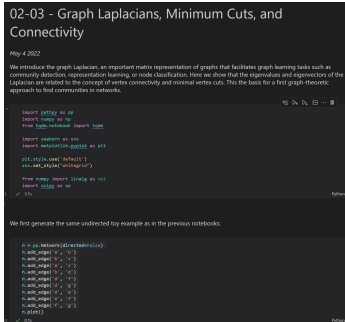 02-03 - Graph Laplacians, Minimum Cuts, and
Connectivity
May 4 2022
We introduce the graph Laplacian, an important matrix representation of graphs that facilitates graph learning tasks such as
community detection, representation learning, or node classification. Here we show that the eigenvalues and eigenvectors of the
Laplacian are related to the concept of vertex connectivity and minimal vertex cuts. This is the basis for a first graph-theoretic
approach to find communities in networks.
import pathpy as pp
import numpy as np
from tqdm.notebook import tqdm
import seaborn as sns
import matplotlib.pyplot as plt
plt.style.use('default')
sns.set_style("whitegrid")
from numpy import linalg as npl
import scipy as sp
Python
We first generate the same undirected toy example as in the previous notebooks:
n = pp.Network(directed=False)
n.add_edge('a', 'b')
n.add_edge('b', 'c')
n.add_edge('c', 'a')
n.add_edge('b', 'd')
n.add_edge('d', 'f')
n.add_edge('d', 'g')
n.add_edge('d', 'e')
n.add_edge('e', 'f')
n.add_edge('f', 'g')
n.plot()
Python